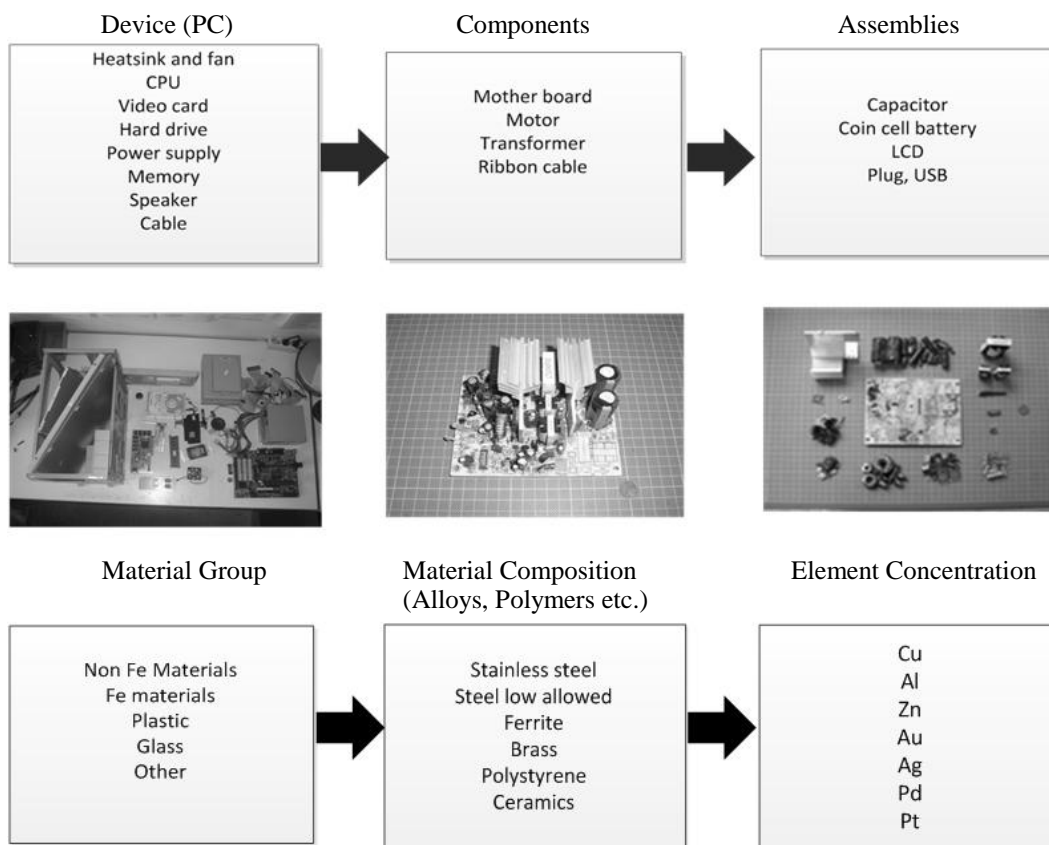 Device (PC)
Components
Assemblies
Heatsink and fan
CPU
Video card
Hard drive
Power supply
Memory
Speaker
Cable
Mother board
Motor
Transformer
Ribbon cable
Capacitor
Coin cell battery
LCD
Plug, USB
Material Group
Material Composition
(Alloys, Polymers etc.)
Element Concentration
Non Fe Materials
Fe materials
Plastic
Glass
Other
Stainless steel
Steel low allowed
Ferrite
Brass
Polystyrene
Ceramics
Cu
Al
Zn
Au
Ag
Pd
Pt